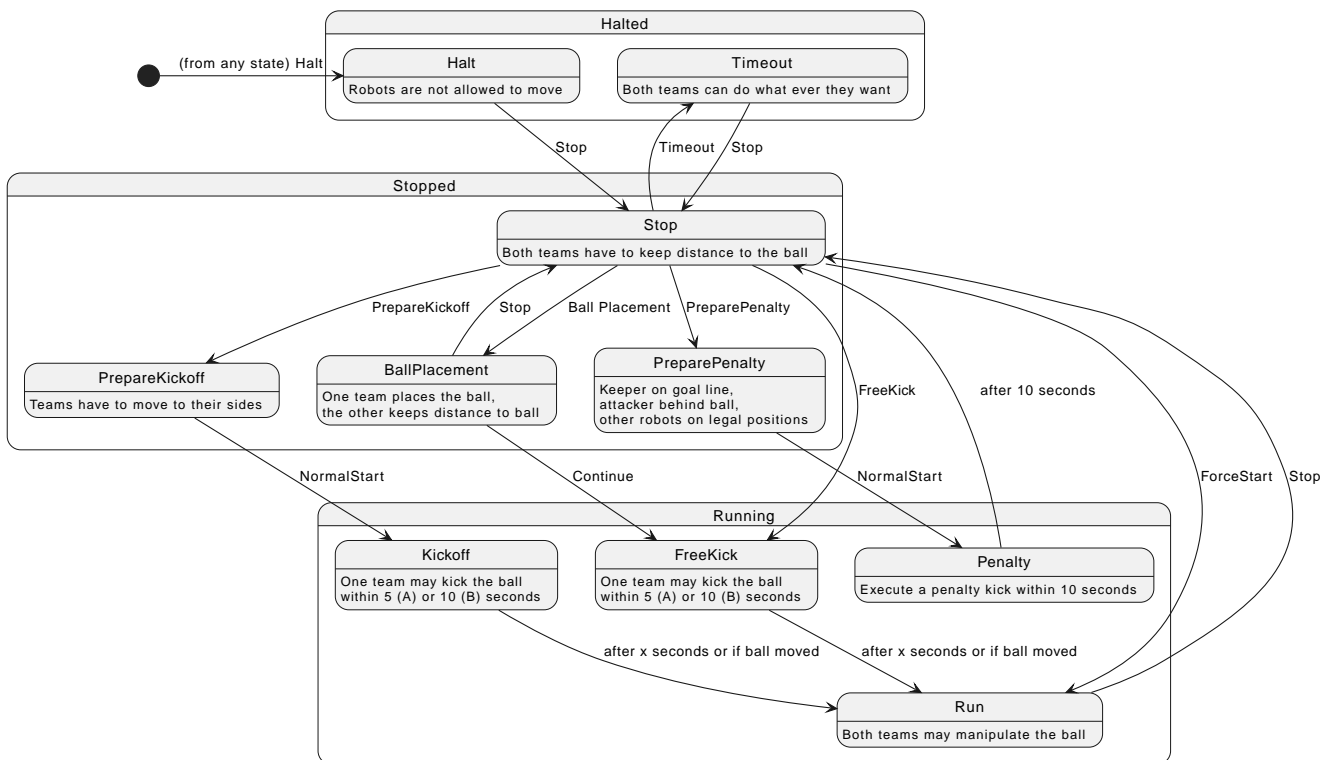 Halted
(from any state) Halt
Halt
Robots are not allowed to move
Timeout
Both teams can do what ever they want
Stop
Timeout
Stop
Stopped
Stop
Both teams have to keep distance to the ball
PrepareKickoff
Stop
Ball Placement
PreparePenalty
PrepareKickoff
Teams have to move to their sides
BallPlacement
One team places the ball,
the other keeps distance to ball
PreparePenalty
Keeper on goal line,
attacker behind ball,
other robots on legal positions
FreeKick
after 10 seconds
NormalStart
Continue
NormalStart
ForceStart
Stop
Running
Kickoff
One team may kick the ball
within 5 (A) or 10 (B) seconds
FreeKick
One team may kick the ball
within 5 (A) or 10 (B) seconds
Penalty
Execute a penalty kick within 10 seconds
after x seconds or if ball moved
after x seconds or if ball moved
Run
Both teams may manipulate the ball